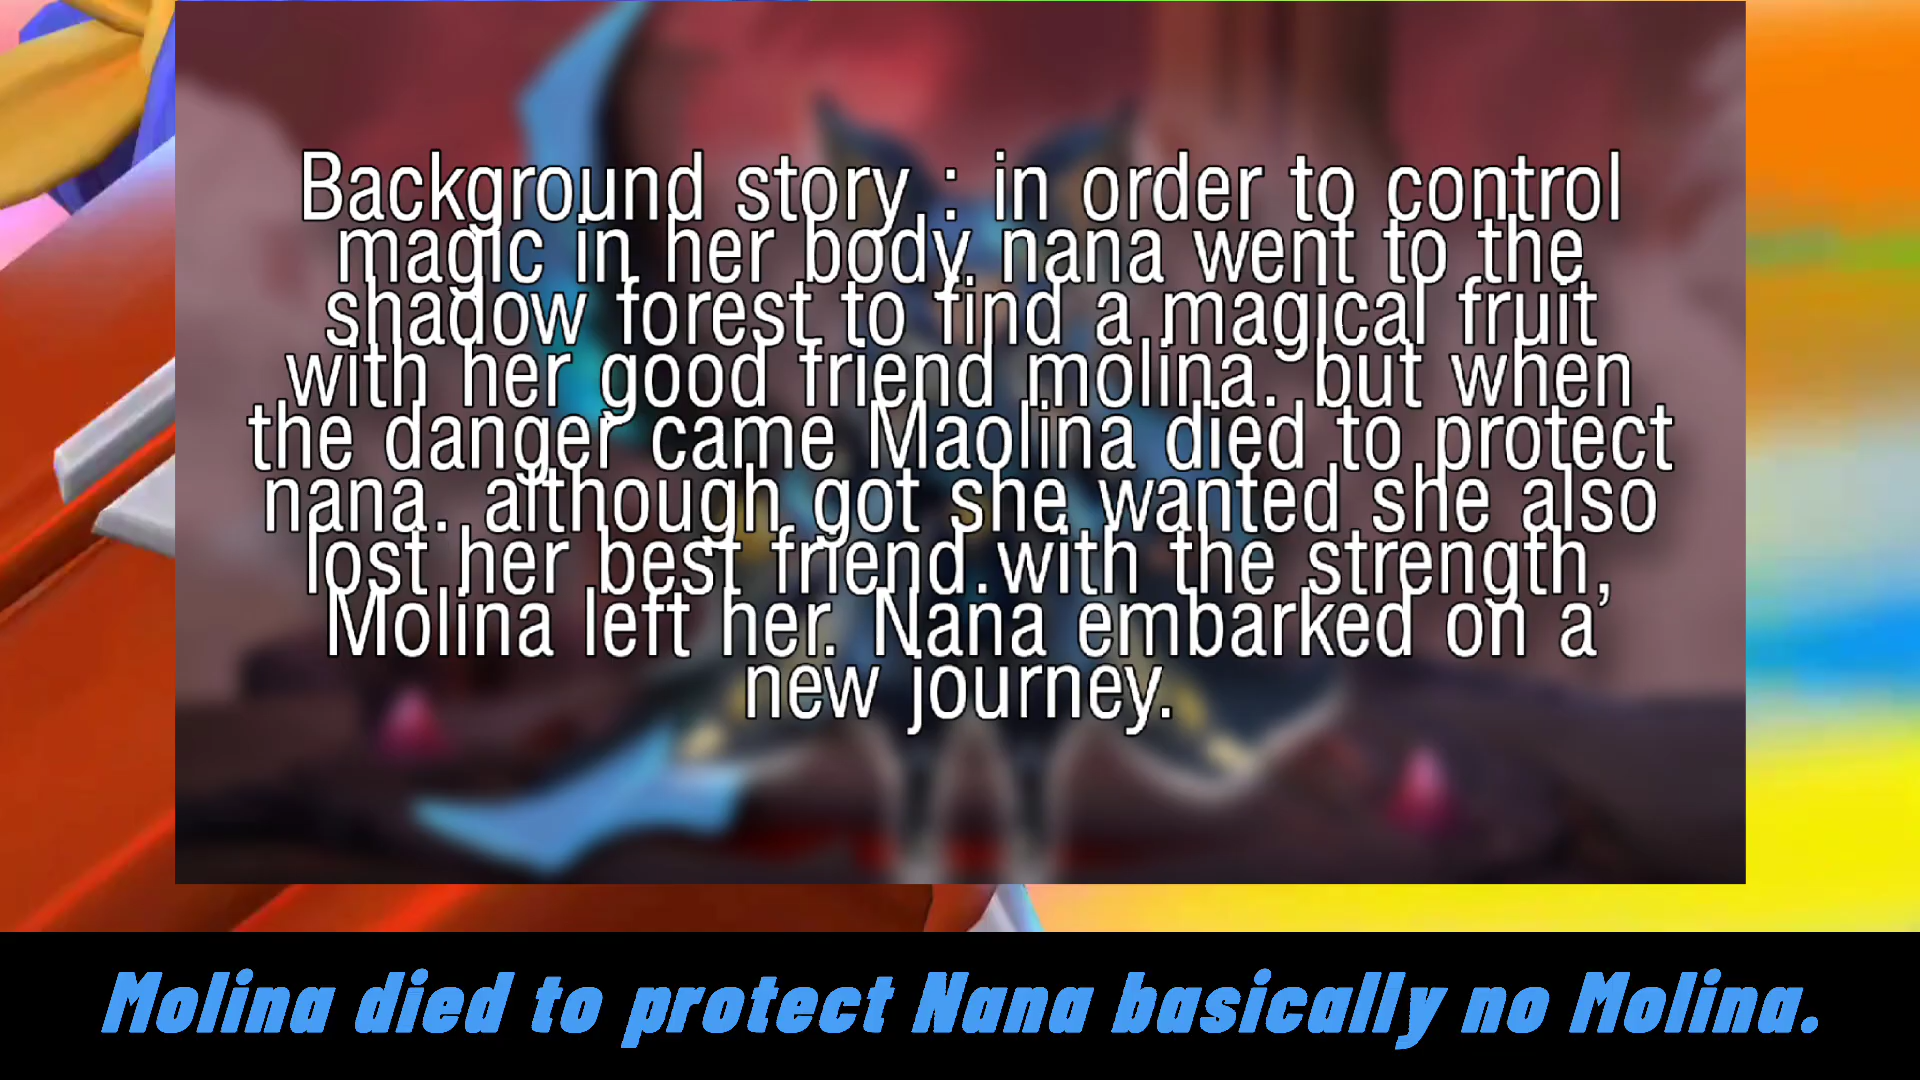 Background story : in order to control
magic in her body, nana went to the
shadow forest to find a magical fruit
with her good friend molina. but when
the danger came Maolina died to protect
nana. although got she wanted she also
lost her best friend.with the strength,
Molina left her. Nana embarked on a
new journey.
Molina died to protect Nana basically no Molina.